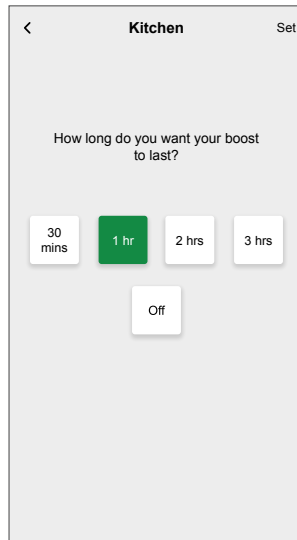 Kitchen Set
How long do you want your boost
to last?
30
mins
1 hr
2 hrs
3 hrs
Off